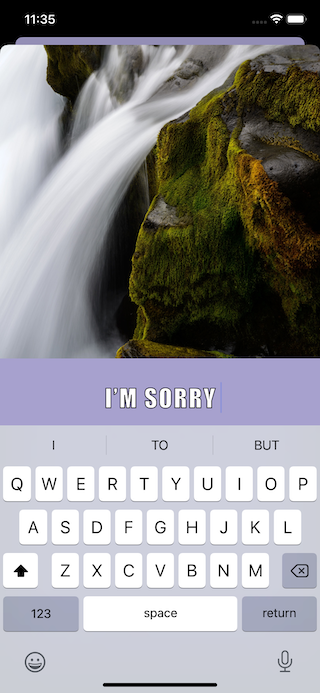 11:35
I'M SORRY
I TO BUT
Q W E R T Y U I O P
A S D F G H J K L
Z X C V B N M
123 space return